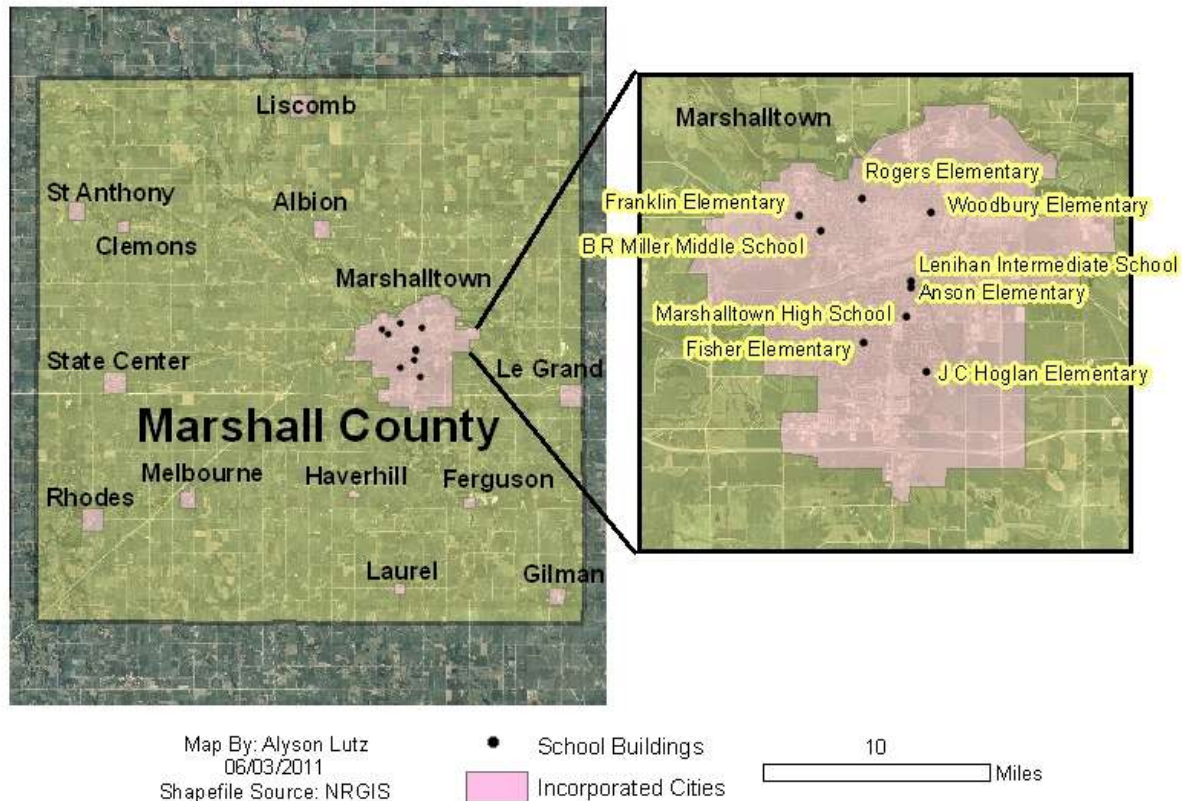 Liscomb
St Anthony
Albion
Clemons
Marshalltown
State Center
Le Grand
Marshall County
Melbourne
Haverhill
Ferguson
Rhodes
Laurel
Gilman
Marshalltown
Rogers Elementary
Franklin Elementary
Woodbury Elementary
B R Miller Middle School
Lenihan Intermediate School
Anson Elementary
Marshalltown High School
Fisher Elementary
J C Hoglan Elementary
Map By: Alyson Lutz
06/03/2011
Shapefile Source: NRGIS
School Buildings
Incorporated Cities
10
Miles